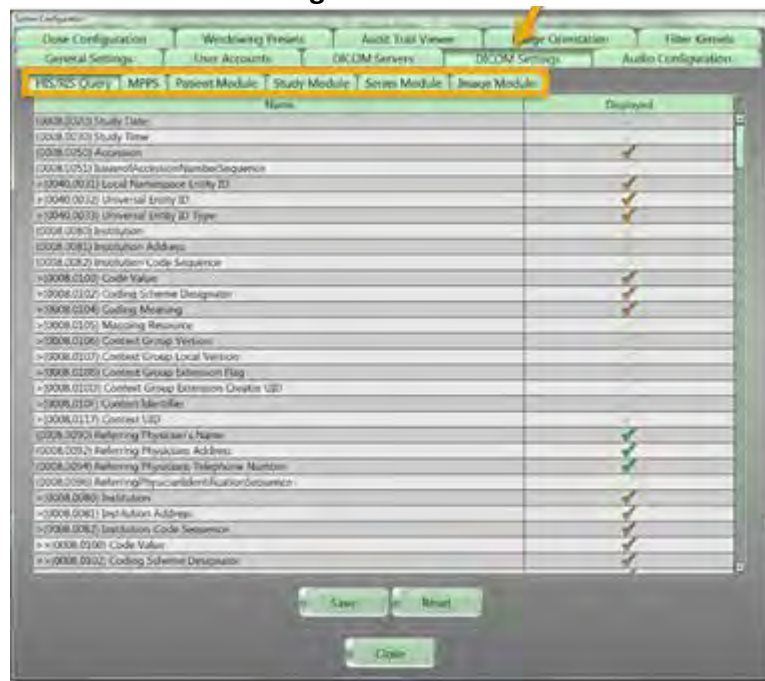 System Configuration
Dose Configuration Windowing Presets Audit Trail Viewer Image Orientation Filter Kernels
General Settings User Accounts DICOM Servers DICOM Settings Audio Configuration
HIS/RIS Query MPPS Patient Module Study Module Series Module Image Module
Name Displayed
(0008,0020) Study Date
(0008,0030) Study Time
(0008,0050) Accession
(0008,0051) IssuerofAccessionNumberSequence
>(0040,0031) Local Namespace Entity ID
>(0040,0032) Universal Entity ID
>(0040,0033) Universal Entity ID Type
(0008,0080) Institution
(0008,0081) Institution Address
(0008,0082) Institution Code Sequence
>(0008,0100) Code Value
>(0008,0102) Coding Scheme Designator
>(0008,0104) Coding Meaning
>(0008,0105) Mapping Resource
>(0008,0106) Context Group Version
>(0008,0107) Context Group Local Version
>(0008,010B) Context Group Extension Flag
>(0008,010D) Context Group Extension Creator UID
>(0008,010F) Context Identifier
>(0008,0117) Context UID
(0008,0090) Referring Physician's Name
(0008,0092) Referring Physicians Address
(0008,0094) Referring Physicians Telephone Number
(0008,0096) ReferringPhysicianIdentificationSequence
>(0008,0080) Institution
>(0008,0081) Institution Address
>(0008,0082) Institution Code Sequence
>>(0008,0100) Code Value
>>(0008,0102) Coding Scheme Designator
Save Reset
Close